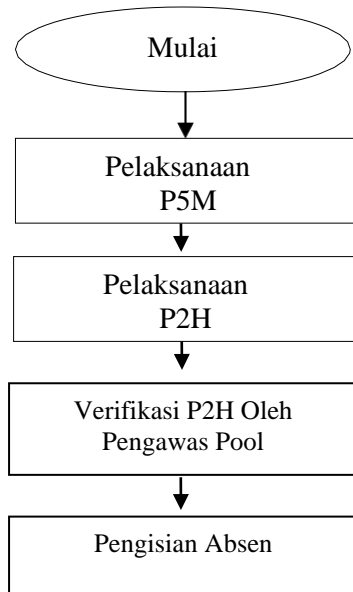 Mulai
Pelaksanaan
P5M
Pelaksanaan
P2H
Verifikasi P2H Oleh
Pengawas Pool
Pengisian Absen